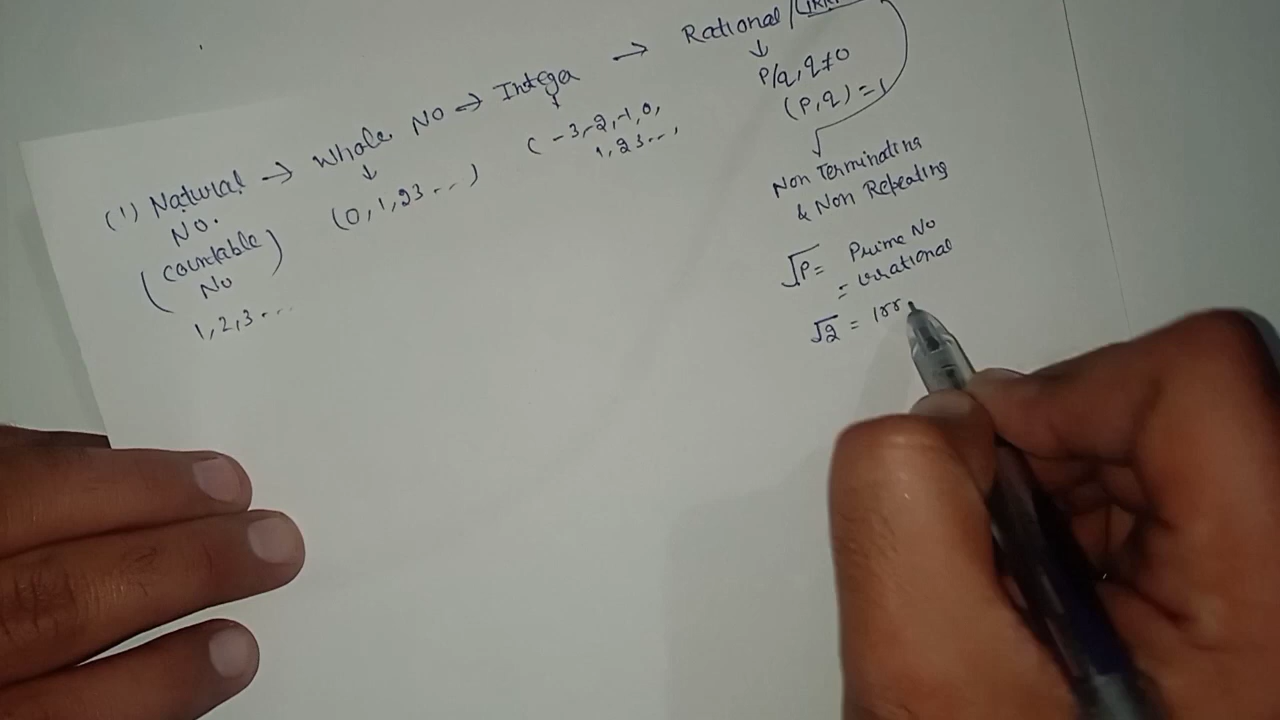 (1) Natural No. → Whole No → Integer → Rational /
(Countable No)
1,2,3...
↓
(0,1,23...)
↓
( -3,-2,-1,0,
1,23...,
↓
P/q, q≠0
(P,q) = 1
Non Terminating
& Non Repeating
√P = Prime No
= Irrational
√2 = Irr